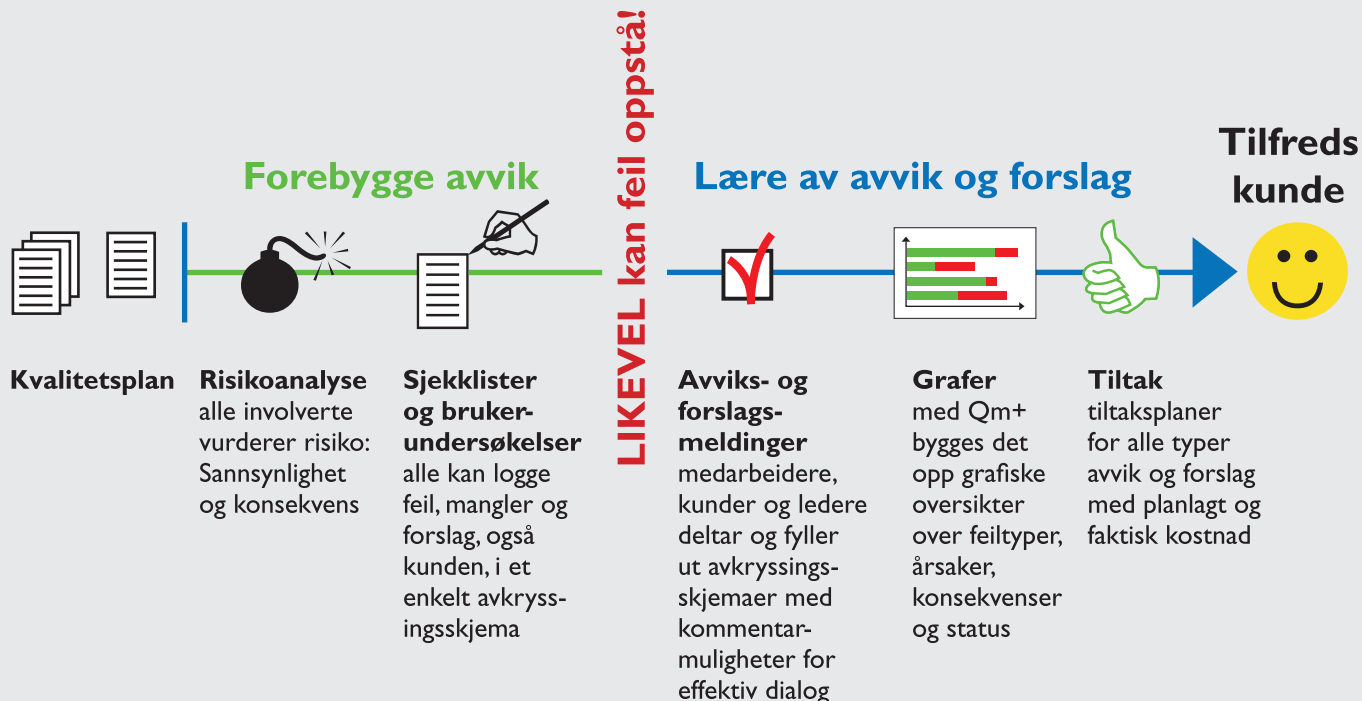 LIKEVEL kan feil oppstå!
Forebygge avvik
Lære av avvik og forslag
Tilfreds
kunde
Kvalitetsplan
Risikoanalyse
alle involverte
vurderer risiko:
Sannsynlighet
og konsekvens
Sjekklister
og bruker-
undersøkelser
alle kan logge
feil, mangler og
forslag, også
kunden, i et
enkelt avkryss-
ingsskjema
Avviks- og
forslags-
meldinger
medarbeidere,
kunder og ledere
deltar og fyller
ut avkryssings-
skjemaer med
kommentar-
muligheter for
effektiv dialog
Grafer
med Qm+
bygges det
opp grafiske
oversikter
over feiltyper,
årsaker,
konsekvenser
og status
Tiltak
tiltaksplaner
for alle typer
avvik og forslag
med planlagt og
faktisk kostnad